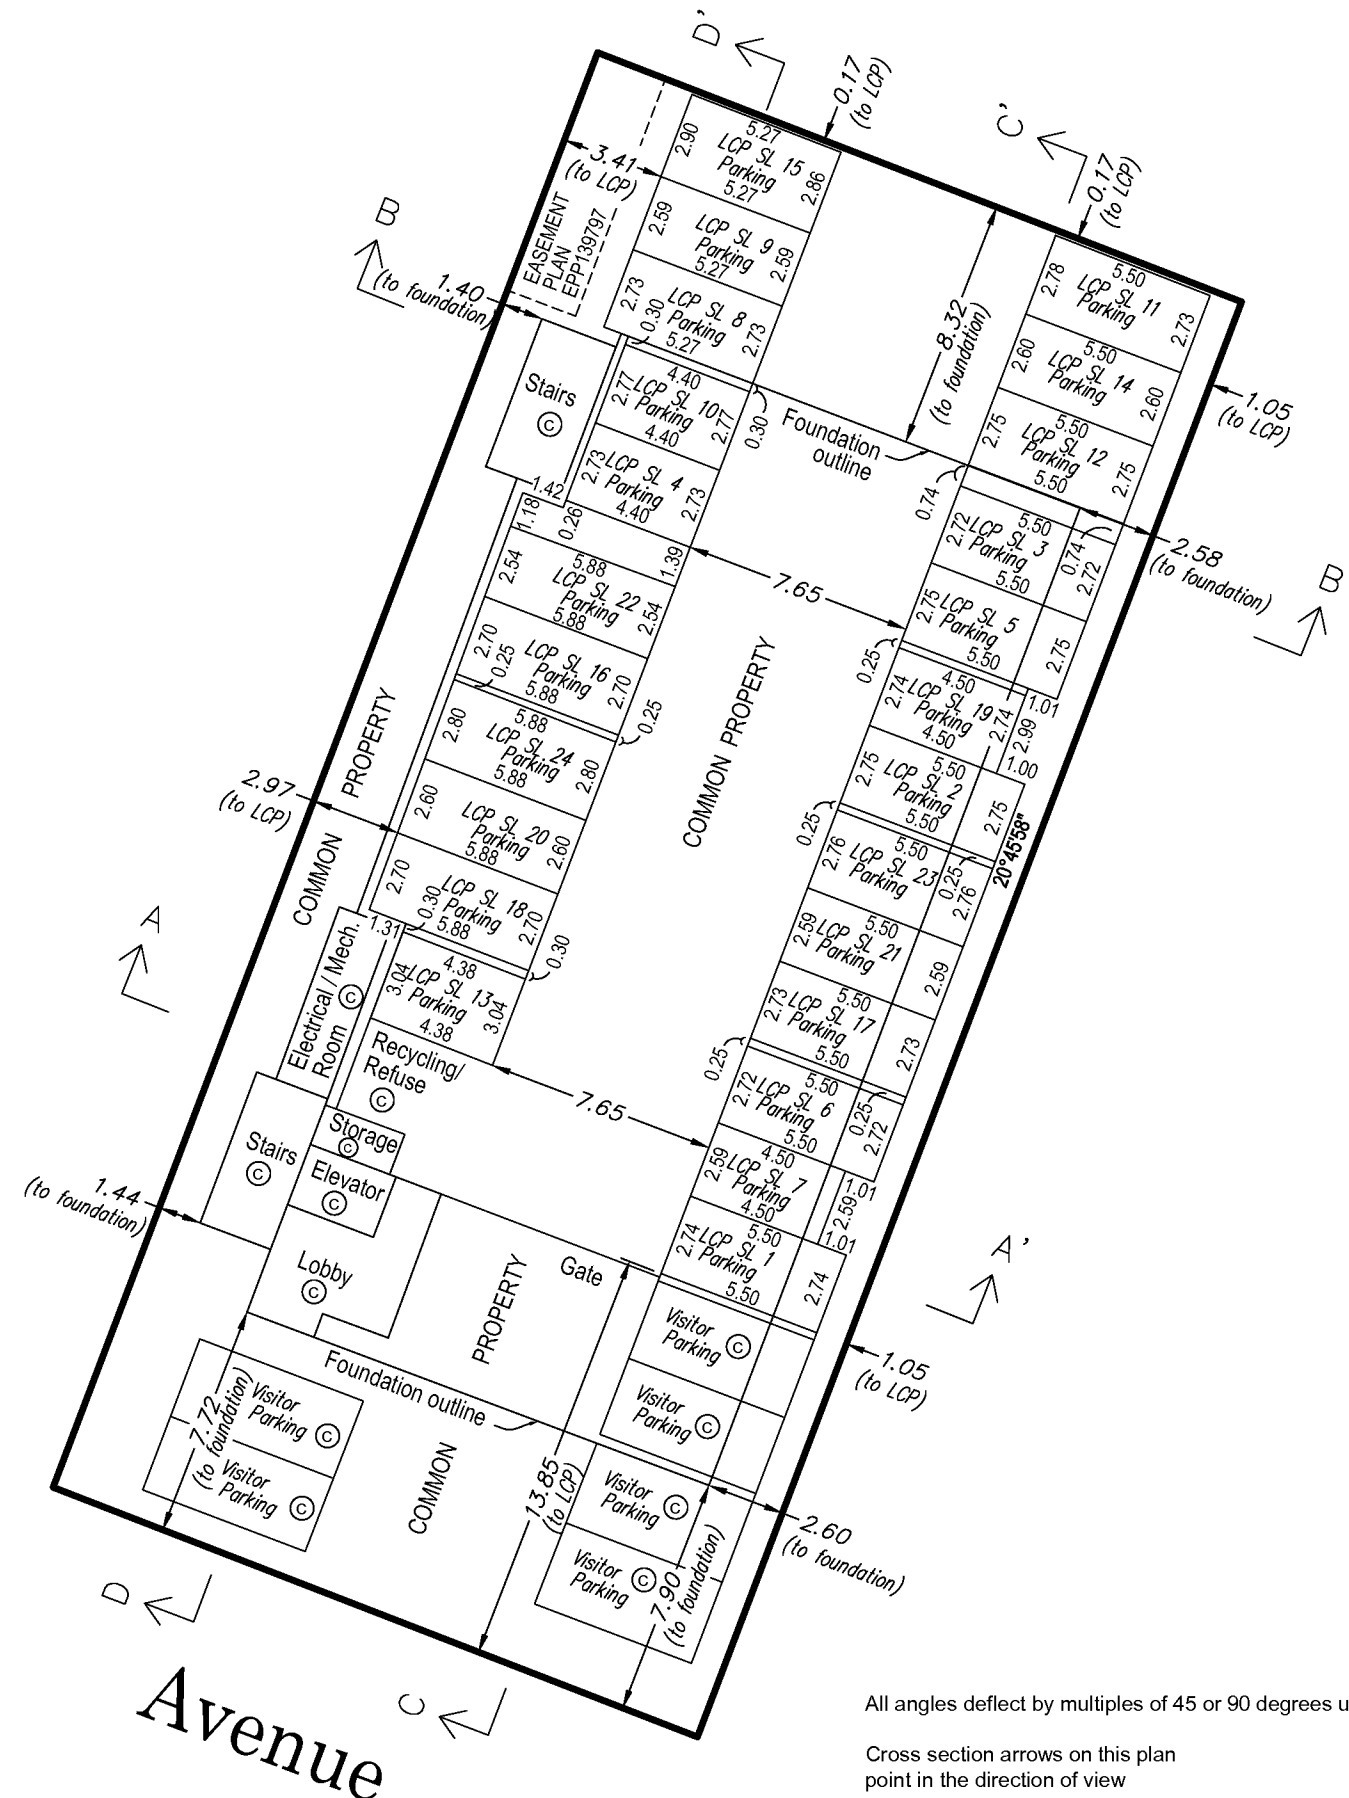 D'
0.17
(to LCP)
C'
0.17
(to LCP)
5.27
2.90
LCP SL 15
Parking
2.86
5.27
3.41
(to LCP)
B
EASEMENT
PLAN
EPP139797
2.59
LCP SL 9
Parking
2.59
5.27
1.40
(to foundation)
2.73
0.30
LCP SL 8
Parking
2.73
5.27
8.32
(to foundation)
5.50
2.78
LCP SL 11
Parking
2.73
5.50
2.60
LCP SL 14
Parking
2.60
1.05
(to LCP)
5.50
2.75
LCP SL 12
Parking
2.75
5.50
Stairs
C
4.40
2.77
LCP SL 10
Parking
2.77
4.40
0.30
Foundation
outline
2.73
LCP SL 4
Parking
2.73
4.40
1.42
1.18
0.26
1.39
0.74
5.50
2.72
LCP SL 3
Parking
0.74
2.72
5.50
2.58
(to foundation)
B
5.88
2.54
LCP SL 22
Parking
2.54
5.88
7.65
2.75
LCP SL 5
Parking
2.75
5.50
0.25
2.70
0.25
LCP SL 16
Parking
2.70
5.88
0.25
COMMON PROPERTY
4.50
2.74
LCP SL 19
Parking
2.74
4.50
1.01
2.99
1.00
5.88
2.80
LCP SL 24
Parking
2.80
5.88
5.50
2.75
LCP SL 2
Parking
2.75
5.50
0.25
20°45'58"
PROPERTY
2.97
(to LCP)
COMMON
2.60
LCP SL 20
Parking
2.60
5.88
5.50
2.76
LCP SL 23
Parking
0.25
2.76
2.70
0.30
LCP SL 18
Parking
2.70
5.88
0.30
5.50
2.59
LCP SL 21
Parking
2.59
A
1.31
Electrical / Mech.
Room
C
4.38
3.04
LCP SL 13
Parking
3.04
4.38
5.50
2.73
LCP SL 17
Parking
2.73
5.50
0.25
Recycling/
Refuse
C
7.65
5.50
2.72
LCP SL 6
Parking
0.25
2.72
5.50
Storage
C
Stairs
C
Elevator
C
4.50
2.59
LCP SL 7
Parking
4.50
1.01
2.59
1.01
1.44
(to foundation)
5.50
2.74
LCP SL 1
Parking
2.74
5.50
A'
Lobby
C
PROPERTY
Gate
Visitor
Parking
C
1.05
(to LCP)
Foundation outline
7.72
(to foundation)
Visitor
Parking
C
Visitor
Parking
C
COMMON
Visitor
Parking
C
13.85
(to LCP)
Visitor
Parking
C
2.60
(to foundation)
Visitor
Parking
C
7.90
(to foundation)
D
C
Avenue
All angles deflect by multiples of 45 or 90 degrees u
Cross section arrows on this plan
point in the direction of view